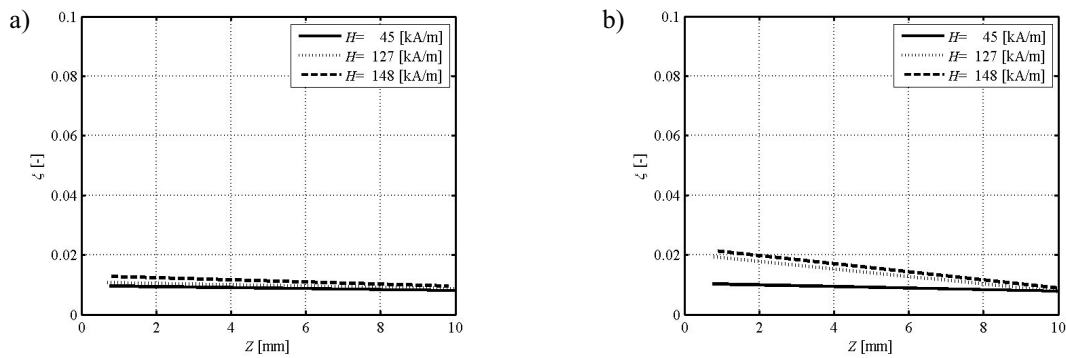 a)
0.1
0.08
0.06
0.04
0.02
0
ζ [-]
0 2 4 6 8 10
Z [mm]
H= 45 [kA/m]
H= 127 [kA/m]
H= 148 [kA/m]
b)
0.1
0.08
0.06
0.04
0.02
0
ζ [-]
0 2 4 6 8 10
Z [mm]
H= 45 [kA/m]
H= 127 [kA/m]
H= 148 [kA/m]